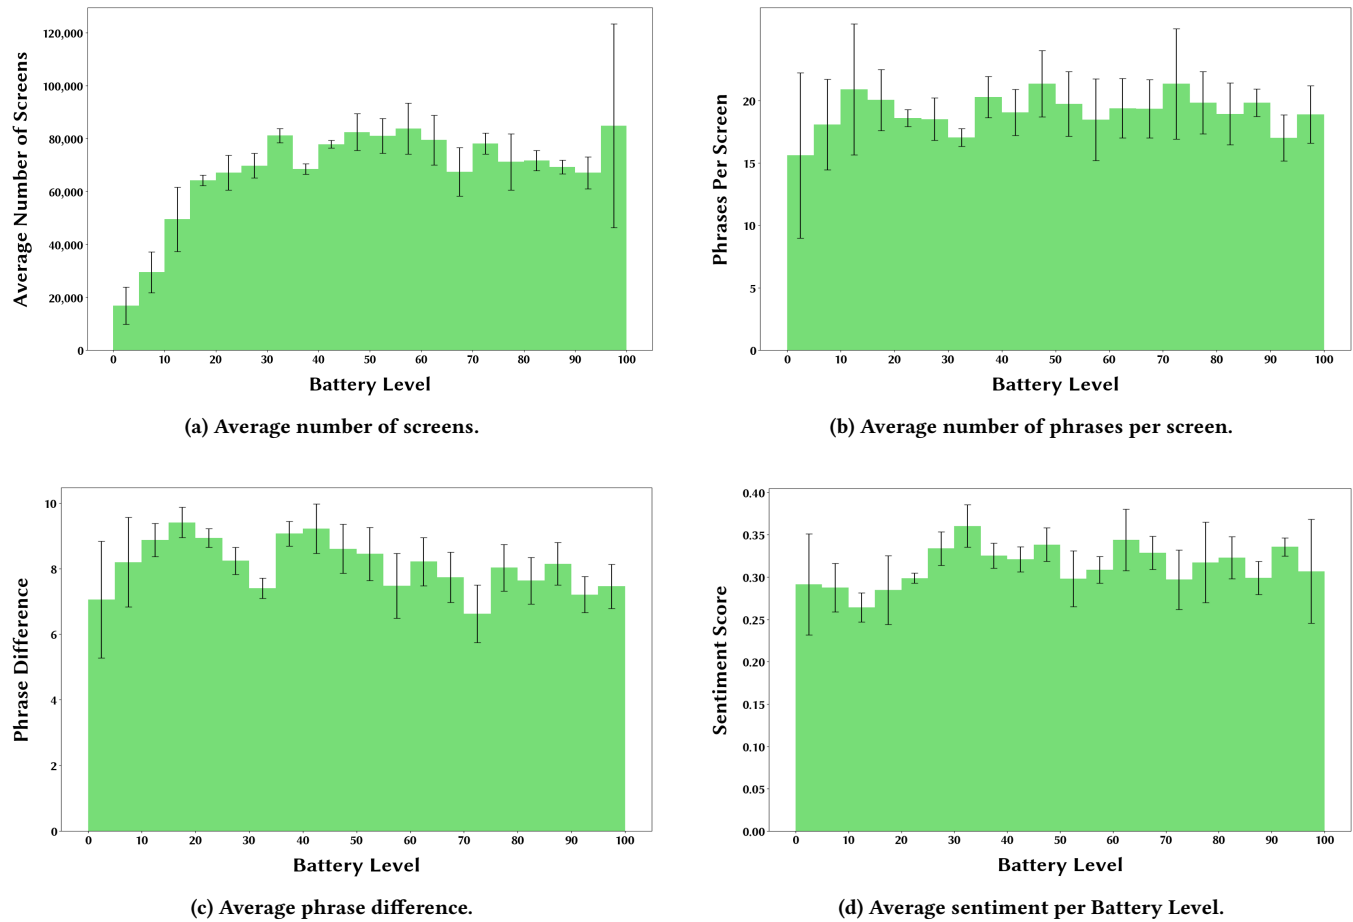 120,000
100,000
80,000
60,000
40,000
20,000
0
Average Number of Screens
0 10 20 30 40 50 60 70 80 90 100
Battery Level
(a) Average number of screens.
20
15
10
5
0
Phrases Per Screen
0 10 20 30 40 50 60 70 80 90 100
Battery Level
(b) Average number of phrases per screen.
10
8
6
4
2
0
Phrase Difference
0 10 20 30 40 50 60 70 80 90 100
Battery Level
(c) Average phrase difference.
0.40
0.35
0.30
0.25
0.20
0.15
0.10
0.05
0.00
Sentiment Score
0 10 20 30 40 50 60 70 80 90 100
Battery Level
(d) Average sentiment per Battery Level.